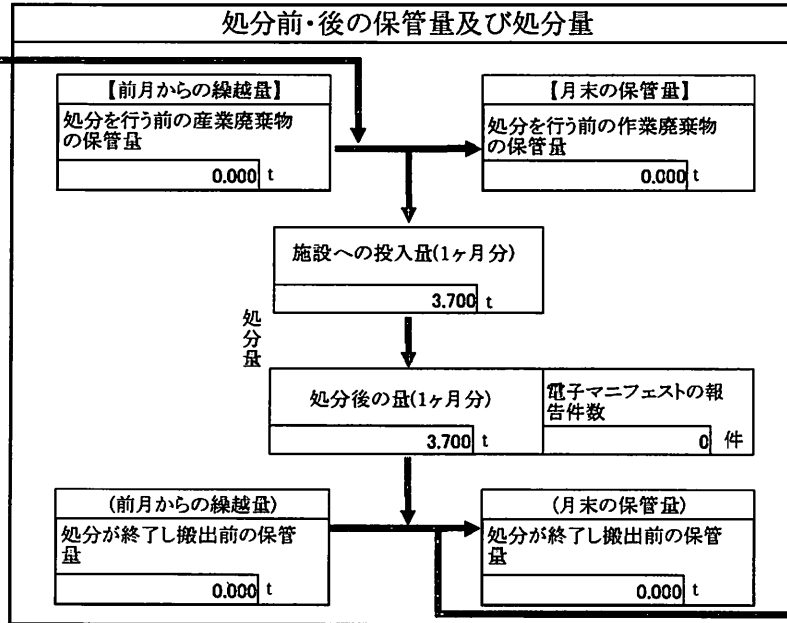 処分前・後の保管量及び処分量
【前月からの繰越量】
処分を行う前の産業廃棄物
の保管量
0.000 t
【月末の保管量】
処分を行う前の作業廃棄物
の保管量
0.000 t
施設への投入量(1ヶ月分)
3.700 t
処分量
処分後の量(1ヶ月分)
3.700 t
電子マニフェストの報
告件数
0 件
(前月からの繰越量)
処分が終了し搬出前の保管
量
0.000 t
(月末の保管量)
処分が終了し搬出前の保管
量
0.000 t